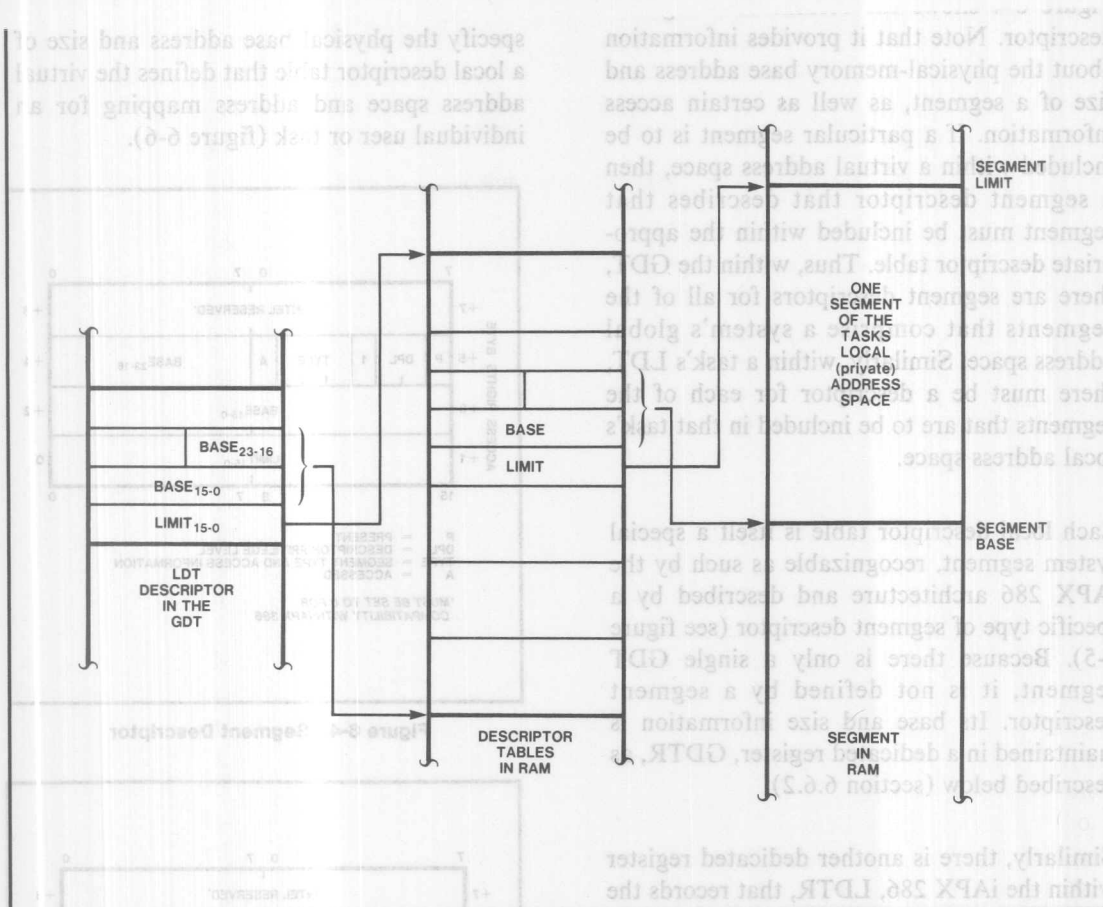 SEGMENT
LIMIT
ONE
SEGMENT
OF THE
TASKS
LOCAL
(private)
ADDRESS
SPACE
BASE23-16
BASE15-0
LIMIT15-0
LDT
DESCRIPTOR
IN THE
GDT
BASE
LIMIT
SEGMENT
BASE
DESCRIPTOR
TABLES
IN RAM
SEGMENT
IN
RAM
specify the physical base address and size of
a local descriptor table that defines the virtual
address space and address mapping for an
individual user or task (figure 6-6).
descriptor. Note that it provides information
about the physical-memory base address and
size of a segment, as well as certain access
information. If a particular segment is to be
included within a virtual address space, then
segment descriptor that describes that
segment must be included within the appro-
priate descriptor table. Thus, within the GDT,
there are segment descriptors for all of the
segments that comprise a system's global
address space. Similarly, within a task's LDT,
there must be a descriptor for each of the
segments that are to be included in that task's
local address space.
Each local descriptor table is itself a special
system segment, recognizable as such by the
iAPX 286 architecture and described by a
specific type of segment descriptor (see figure
6-5). Because there is only a single GDT
segment, it is not defined by a segment
descriptor. Its base and size information is
maintained in a dedicated register, GDTR, as
described below (section 6.6.2).
Similarly, there is another dedicated register
within the iAPX 286, LDTR, that records the
Figure 6-4 Segment Descriptor